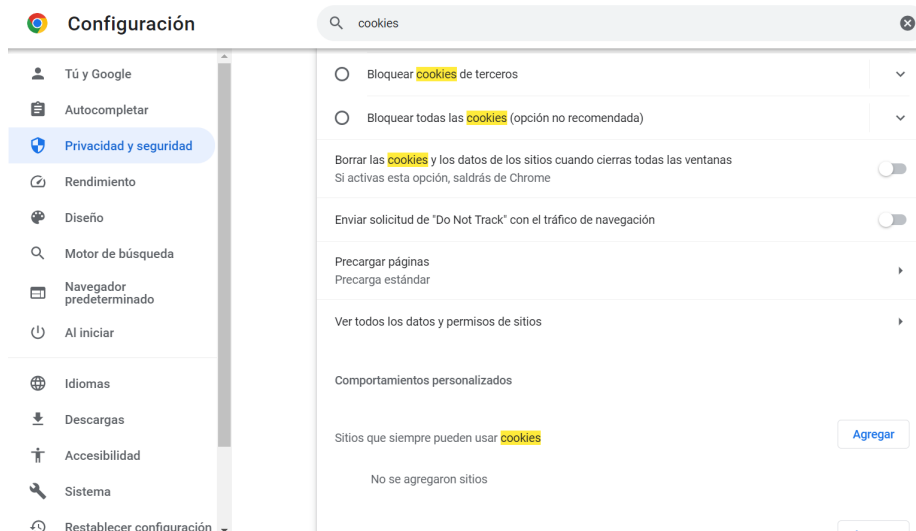 Configuración
cookies
Tú y Google
Autocompletar
Privacidad y seguridad
Rendimiento
Diseño
Motor de búsqueda
Navegador
predeterminado
Al iniciar
Idiomas
Descargas
Accesibilidad
Sistema
Restablecer configuración
Bloquear cookies de terceros
Bloquear todas las cookies (opción no recomendada)
Borrar las cookies y los datos de los sitios cuando cierras todas las ventanas
Si activas esta opción, saldrás de Chrome
Enviar solicitud de "Do Not Track" con el tráfico de navegación
Precargar páginas
Precarga estándar
Ver todos los datos y permisos de sitios
Comportamientos personalizados
Sitios que siempre pueden usar cookies
Agregar
No se agregaron sitios